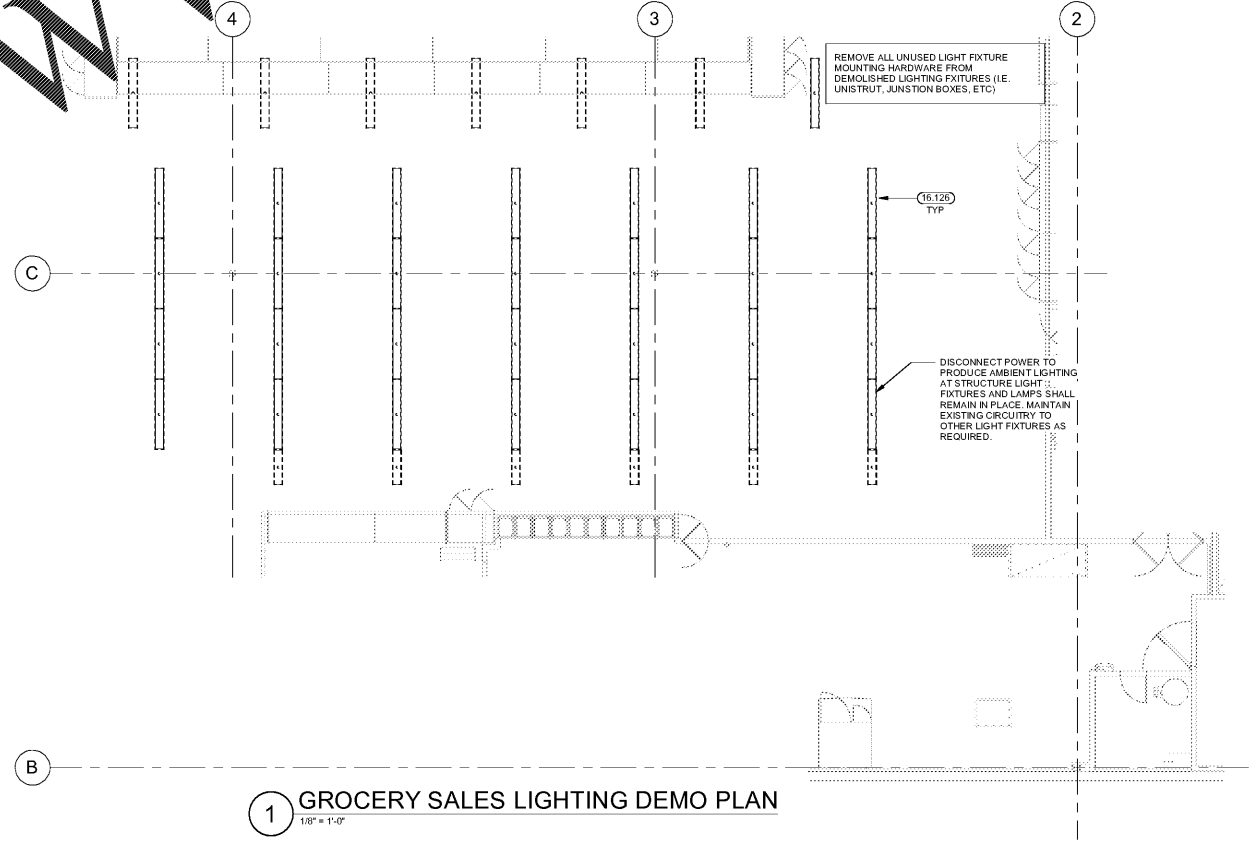 W
4
3
2
REMOVE ALL UNUSED LIGHT FIXTURE
MOUNTING HARDWARE FROM
DEMOLISHED LIGHTING FXITURES (I.E.
UNISTRUT, JUNSTION BOXES, ETC)
16.126
TYP
C
DISCONNECT POWER TO
PRODUCE AMBIENT LIGHTING
AT STRUCTURE LIGHT
FIXTURES AND LAMPS SHALL
REMAIN IN PLACE. MAINTAIN
EXISTING CIRCUITRY TO
OTHER LIGHT FIXTURES AS
REQUIRED.
B
1 GROCERY SALES LIGHTING DEMO PLAN
1/8" = 1'-0"